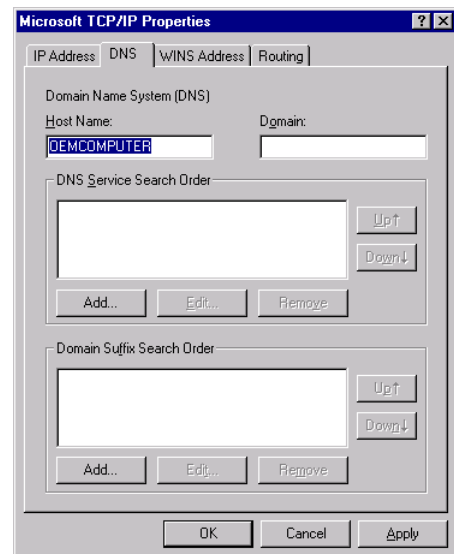 Microsoft TCP/IP Properties
IP Address DNS WINS Address Routing
Domain Name System (DNS)
Host Name: Domain:
OEMCOMPUTER
DNS Service Search Order
Up↑
Down↓
Add... Edit... Remove
Domain Suffix Search Order
Up↑
Down↓
Add... Edit... Remove
OK Cancel Apply